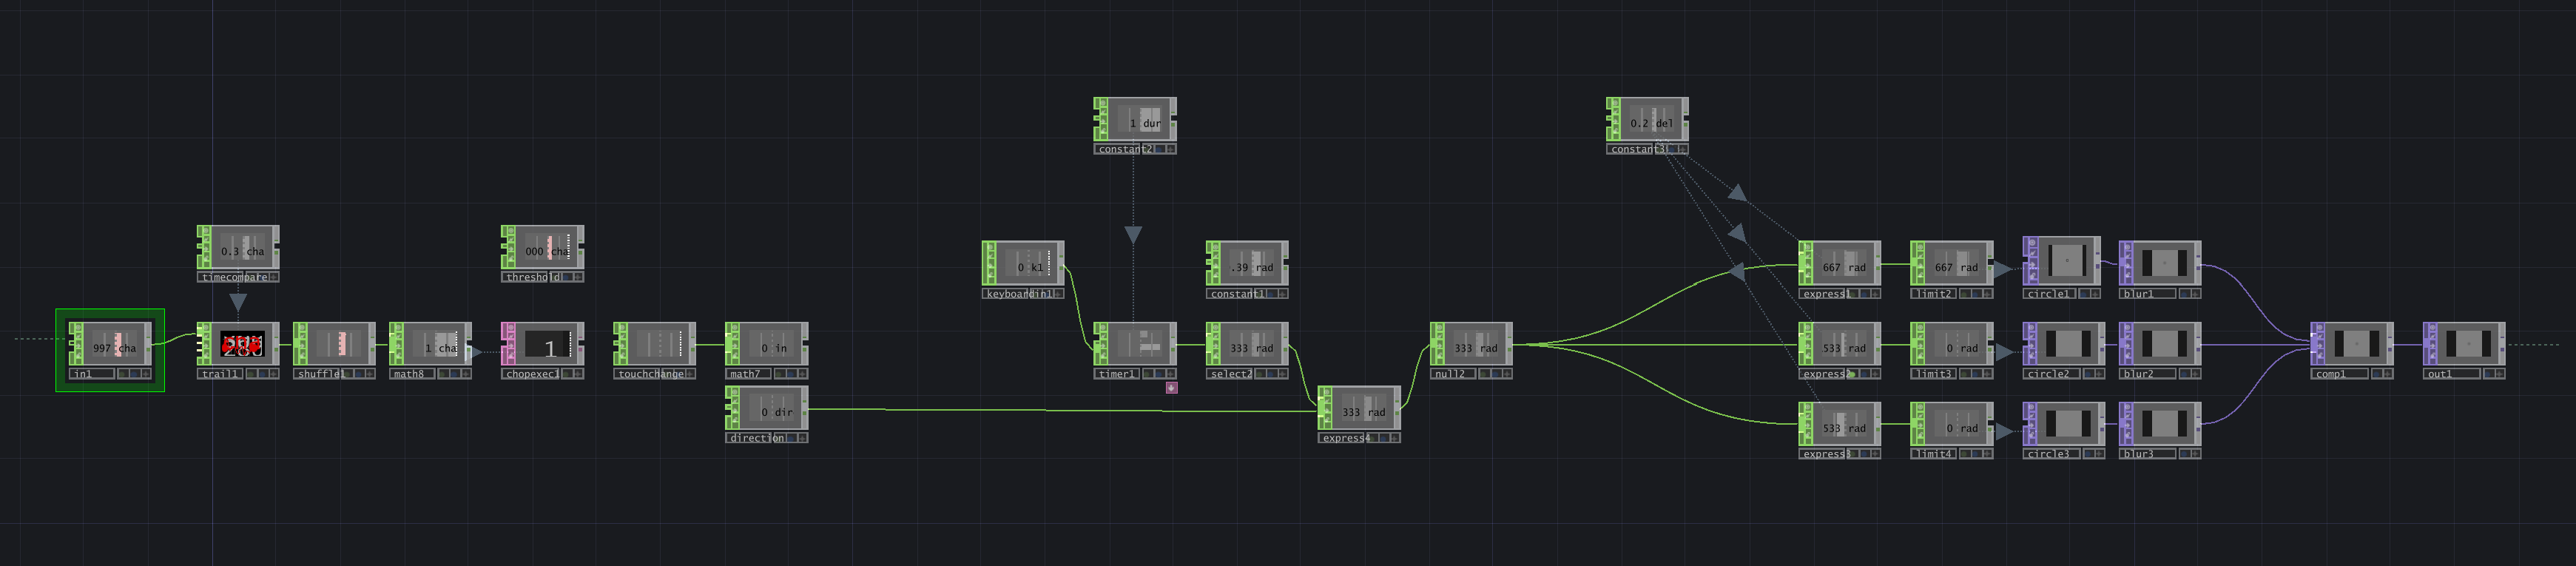 1 dur
constant2
0.2 del
constant3
0.3 cha
timecompare
000 cha
threshold
0 k1
keyboardin1
.39 rad
constant1
667 rad
express1
667 rad
limit2
circle1
blur1
997 cha
in1
trail1
shuffle1
1 cha
math8
1
chopexec1
touchchange
0 in
math7
timer1
333 rad
select2
333 rad
null2
533 rad
express2
0 rad
limit3
circle2
blur2
comp1
out1
0 dir
direction
333 rad
express4
533 rad
express3
0 rad
limit4
circle3
blur3